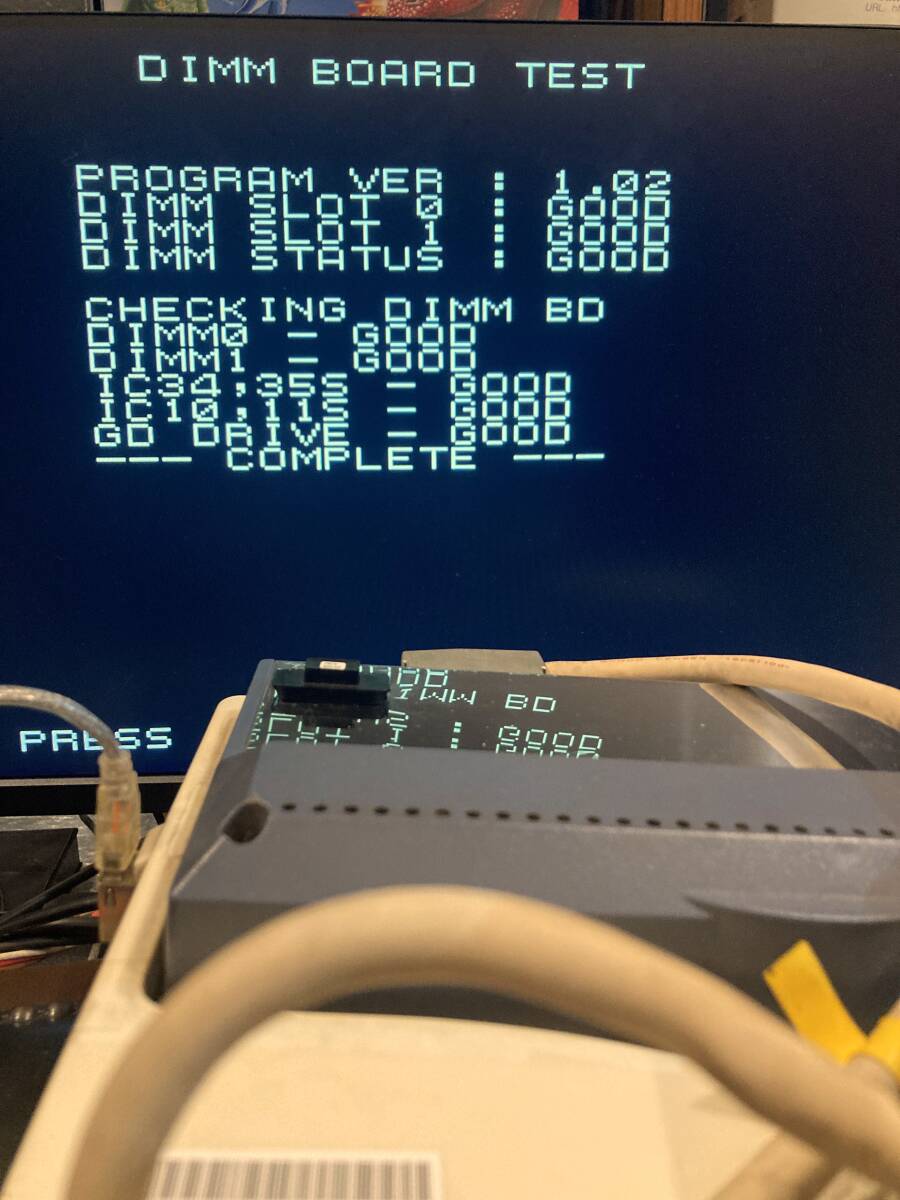 DIMM BOARD TEST
PROGRAM VER : 1.02
DIMM SLOT 0 : GOOD
DIMM SLOT 1 : GOOD
DIMM STATUS : GOOD
CHECKING DIMM BD
DIMM0 - GOOD
DIMM1 - GOOD
IC34,35S - GOOD
IC10,11S - GOOD
GD DRIVE - GOOD
--- COMPLETE ---
PRESS
URL